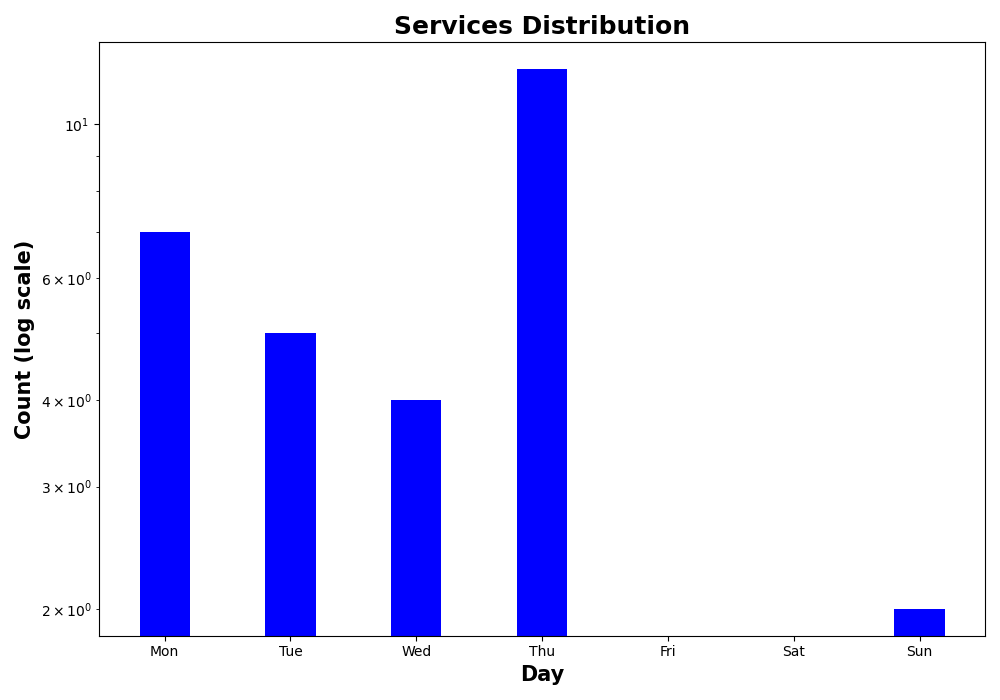 Services Distribution
Count (log scale)
10¹
6 × 10⁰
4 × 10⁰
3 × 10⁰
2 × 10⁰
Mon Tue Wed Thu Fri Sat Sun
Day